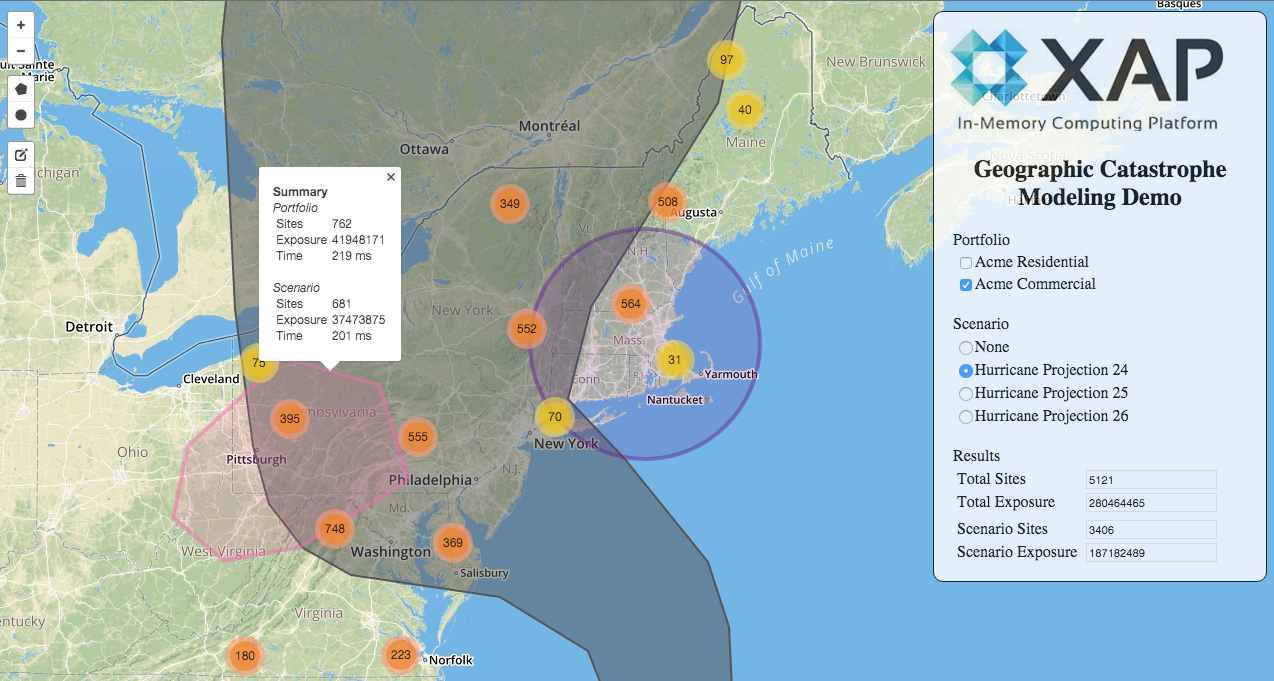 +
−
Basques
ult Sainte
Marie
New Brunswick
97
40
Montréal
Ottawa
Maine
Michigan
349
508
Augusta
Vt.
N.H.
Gulf of Maine
564
New York
552
Mass.
31
Yarmouth
Conn.
R.I.
Nantucket
Detroit
75
Cleveland
395
Pennsylvania
555
70
New York
Ohio
Pittsburgh
Philadelphia
N.J.
Md.
748
369
West Virginia
Washington
Salisbury
Virginia
entucky
180
223
Norfolk
×
Summary
Portfolio
Sites 762
Exposure 41948171
Time 219 ms
Scenario
Sites 681
Exposure 37473875
Time 201 ms
XAP
Charlottetown
In-Memory Computing Platform
Nova Scotia
Geographic Catastrophe
Modeling Demo
Portfolio
Acme Residential
Acme Commercial
Scenario
None
Hurricane Projection 24
Hurricane Projection 25
Hurricane Projection 26
Results
Total Sites 5121
Total Exposure 280464465
Scenario Sites 3406
Scenario Exposure 187182489